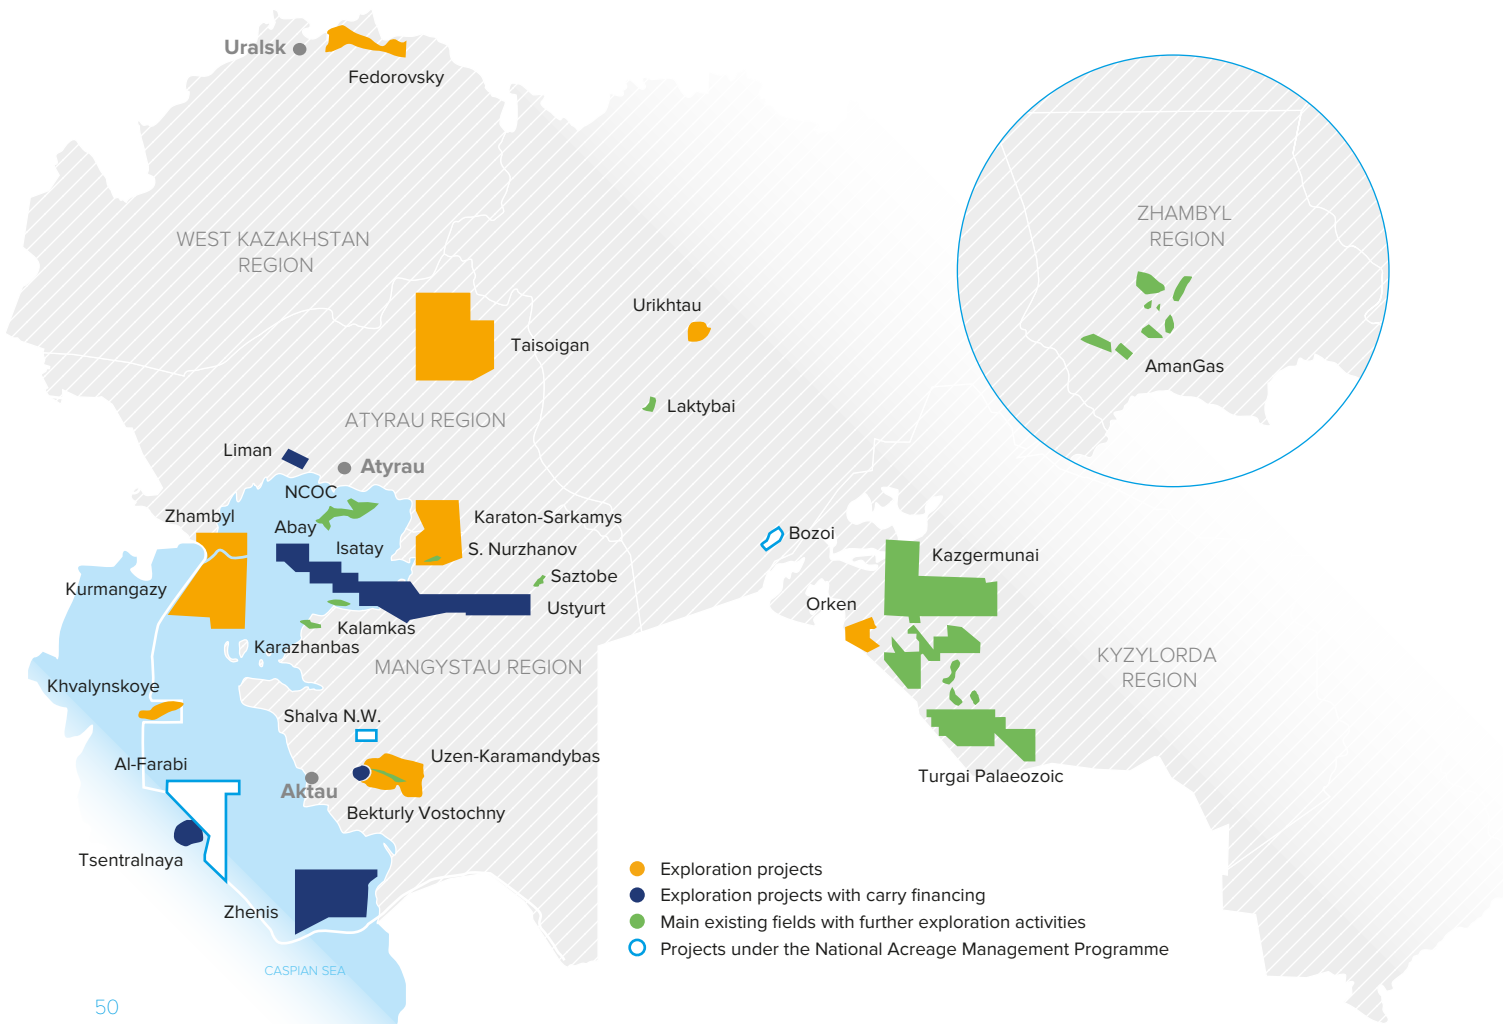 Uralsk
Fedorovsky
WEST KAZAKHSTAN
REGION
ZHAMBYL
REGION
Urikhtau
Taisoigan
AmanGas
Laktybai
ATYRAU REGION
Liman
Atyrau
NCOC
Zhambyl
Abay
Karaton-Sarkamys
Isatay
S. Nurzhanov
Bozoi
Kazgermunai
Saztobe
Kurmangazy
Ustyurt
Orken
Kalamkas
Karazhanbas
MANGYSTAU REGION
KYZYLORDA
REGION
Khvalynskoye
Shalva N.W.
Uzen-Karamandybas
Al-Farabi
Aktau
Turgai Palaeozoic
Bekturly Vostochny
Tsentralnaya
Zhenis
Exploration projects
Exploration projects with carry financing
Main existing fields with further exploration activities
Projects under the National Acreage Management Programme
CASPIAN SEA
50